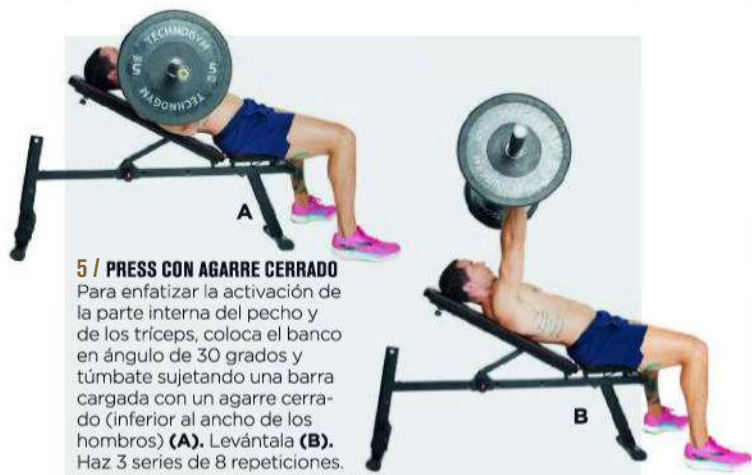 TECHNOGYM
5
5
TECHNOGYM
A
5 / PRESS CON AGARRE CERRADO
Para enfatizar la activación de
la parte interna del pecho y
de los tríceps, coloca el banco
en ángulo de 30 grados y
túmbate sujetando una barra
cargada con un agarre cerra-
do (inferior al ancho de los
hombros) (A). Levántala (B).
Haz 3 series de 8 repeticiones.
B